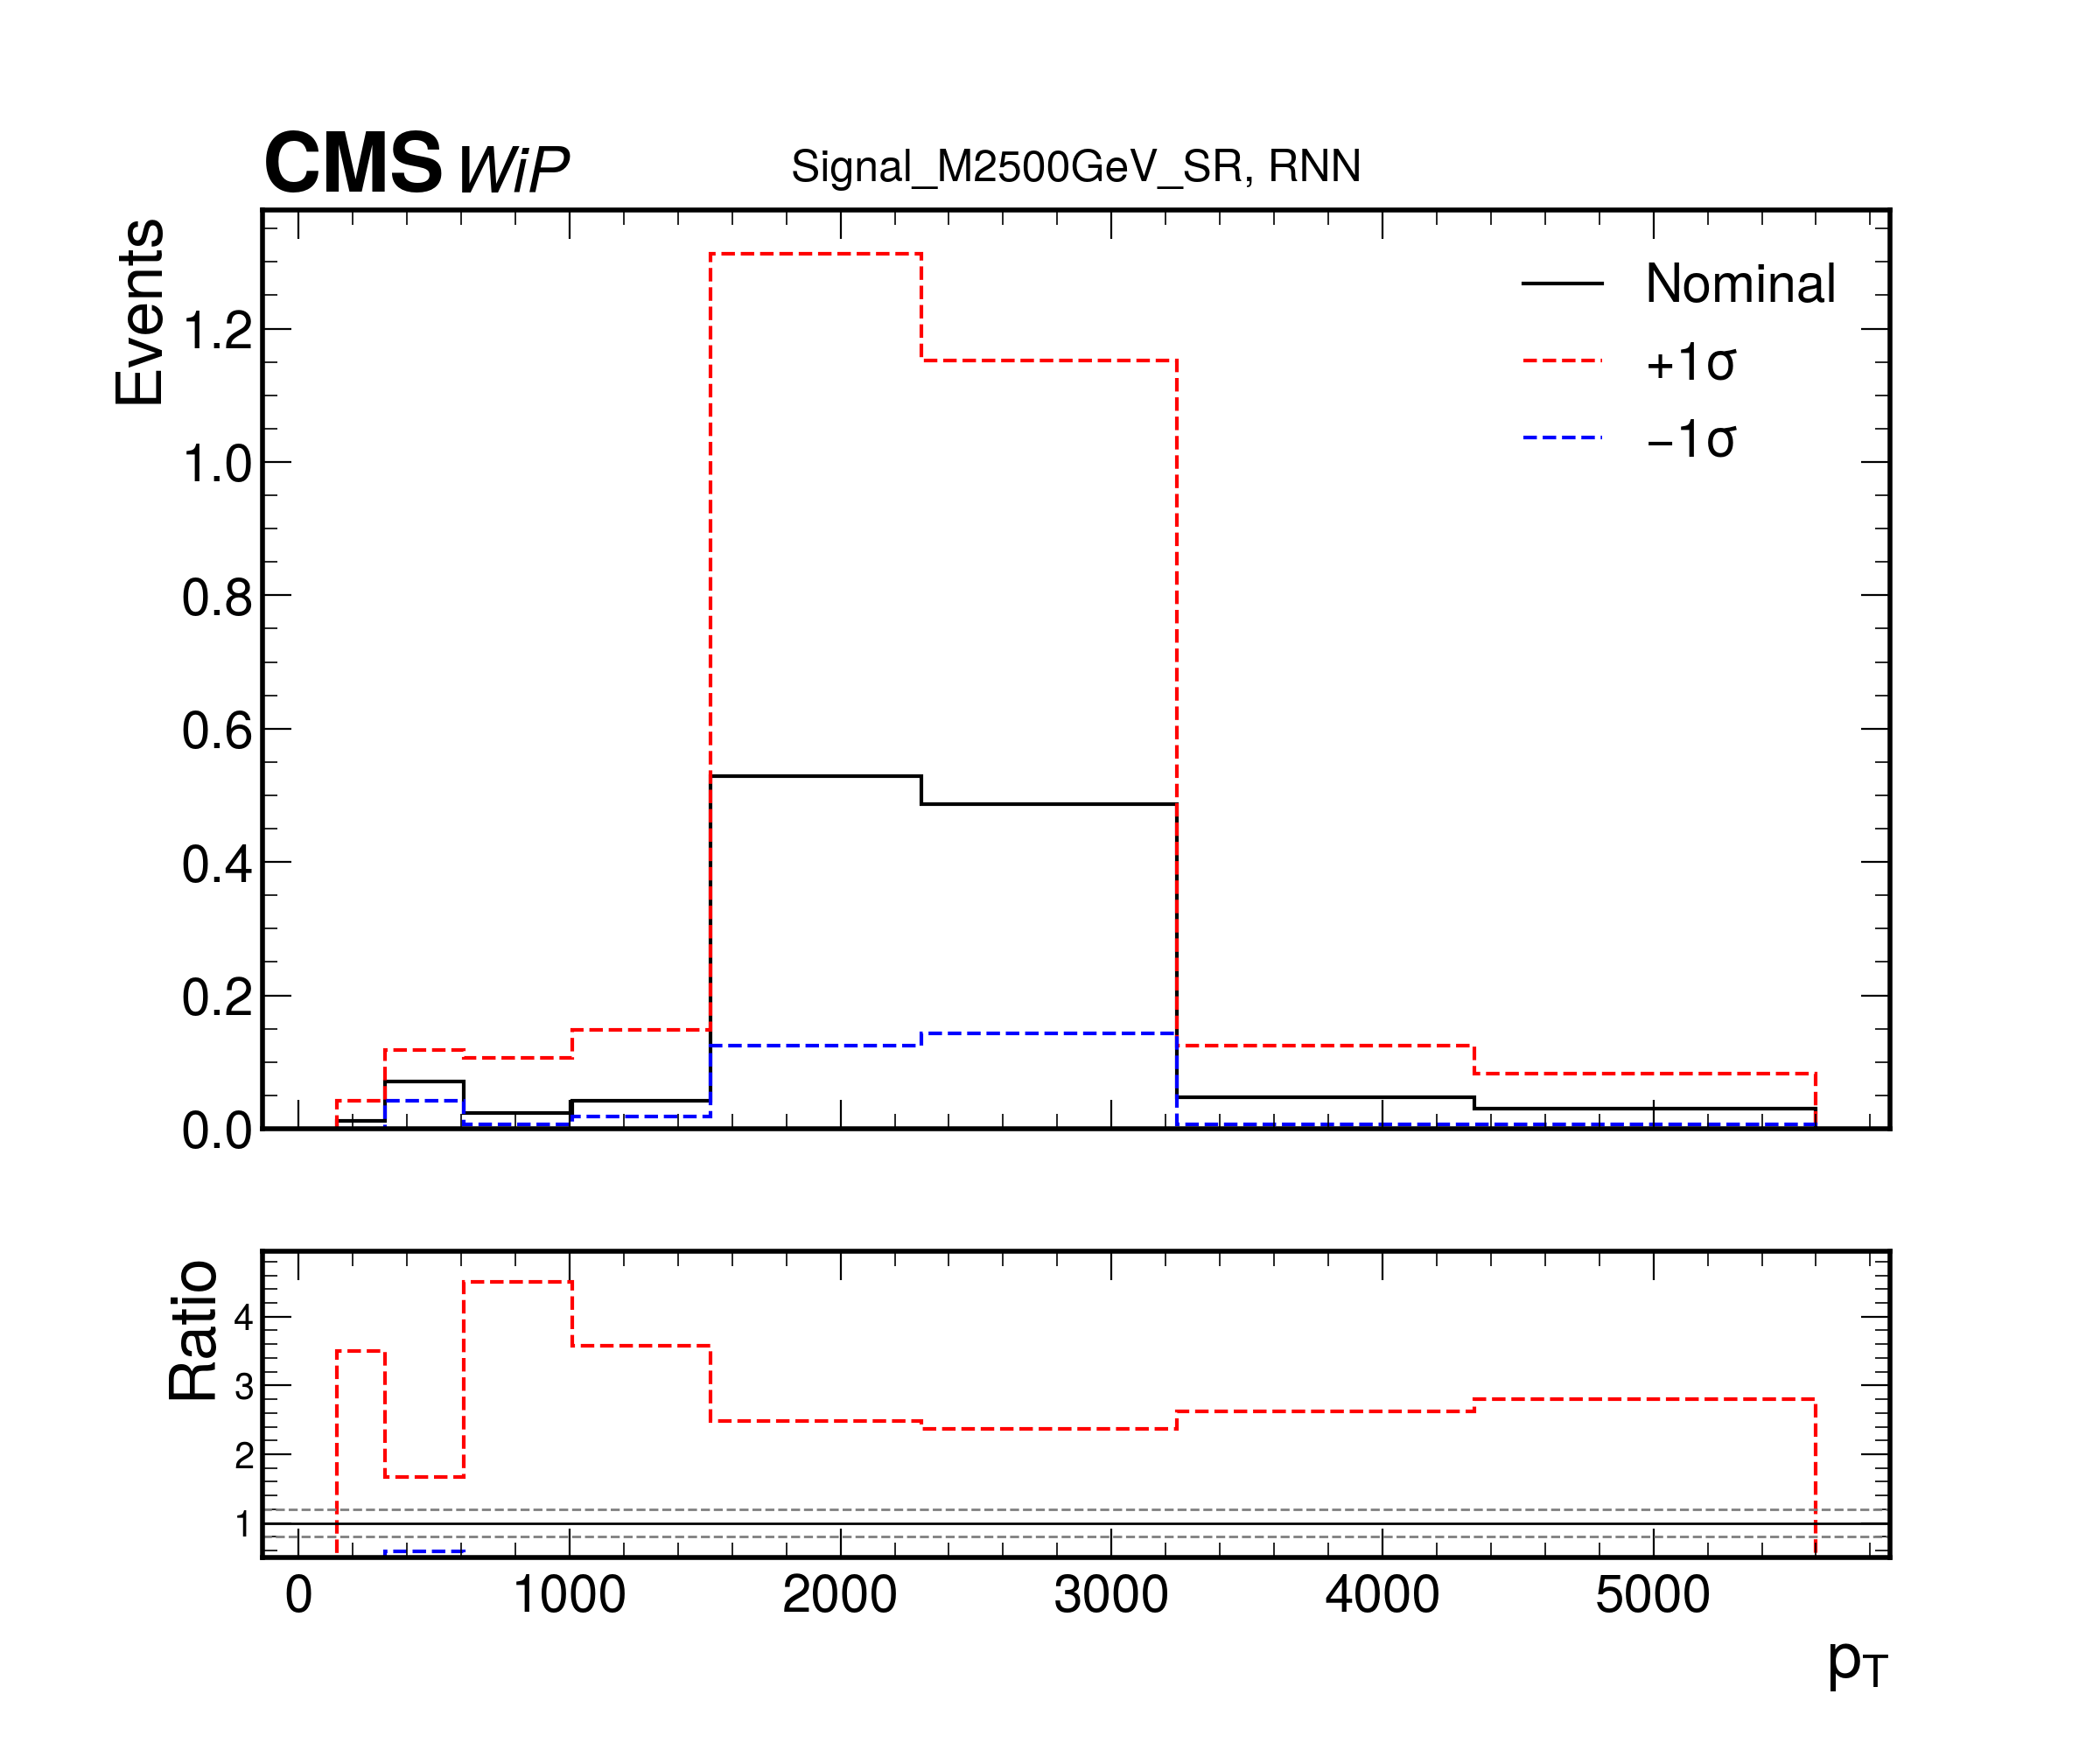 CMS WiP Signal_M2500GeV_SR, RNN
Events
1.2
1.0
0.8
0.6
0.4
0.2
0.0
Nominal
+1σ
−1σ
Ratio
4
3
2
1
0 1000 2000 3000 4000 5000
pT